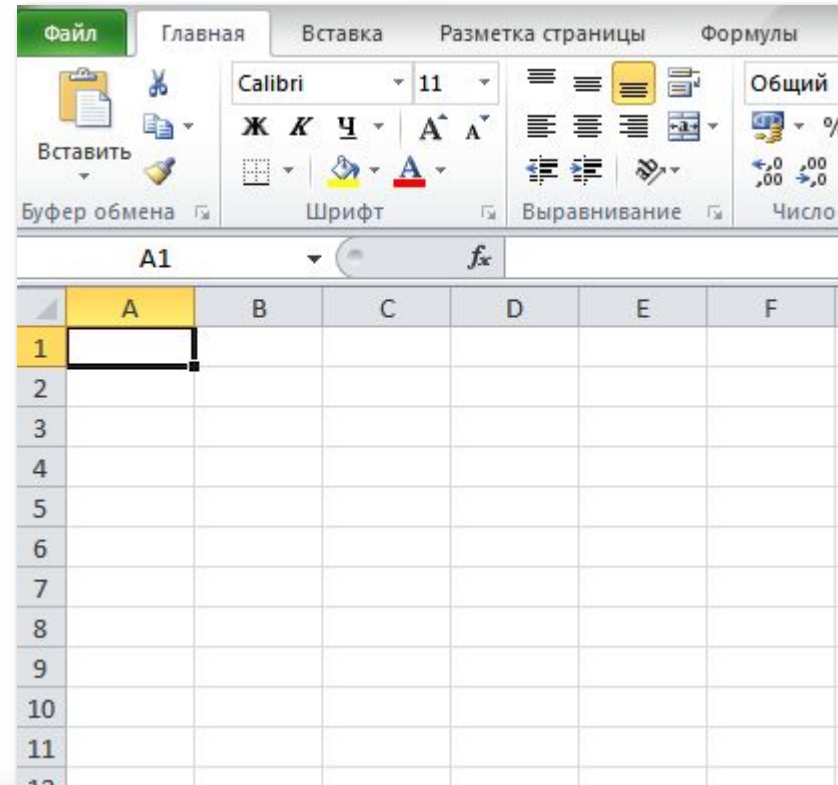 Файл Главная Вставка Разметка страницы Формулы
Calibri 11 Общий
Ж К Ч А А %
Вставить А ,0 ,00 ,00 ,0
Буфер обмена Шрифт Выравнивание Число
A1 fx
A B C D E F
1
2
3
4
5
6
7
8
9
10
11
12